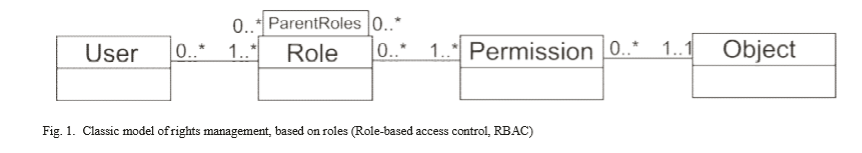 0..* ParentRoles 0..*
User 0..* 1..* Role 0..* 1..* Permission 0..* 1..1 Object
Fig. 1. Classic model of rights management, based on roles (Role-based access control, RBAC)